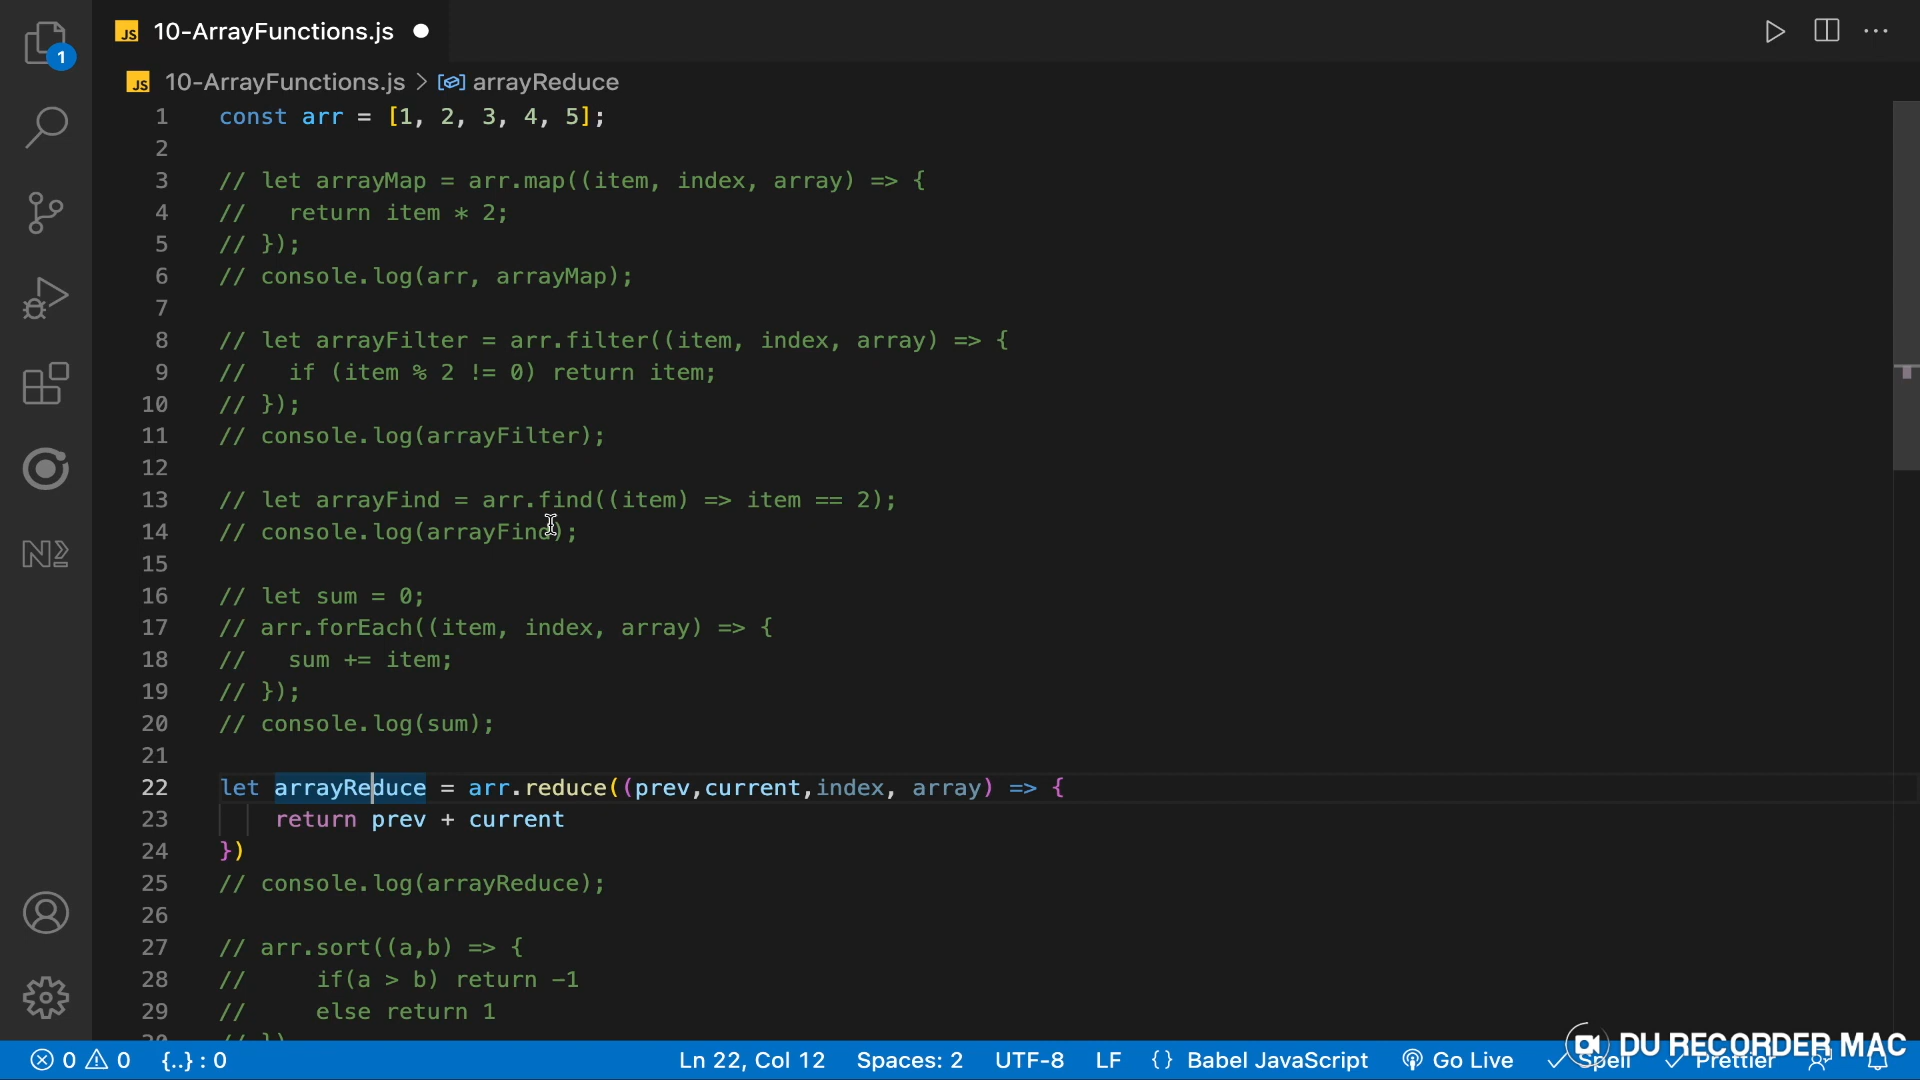 JS 10-ArrayFunctions.js
1
JS 10-ArrayFunctions.js > arrayReduce
1 const arr = [1, 2, 3, 4, 5];
2
3 // let arrayMap = arr.map((item, index, array) => {
4 //   return item * 2;
5 // });
6 // console.log(arr, arrayMap);
7
8 // let arrayFilter = arr.filter((item, index, array) => {
9 //   if (item % 2 != 0) return item;
10 // });
11 // console.log(arrayFilter);
12
13 // let arrayFind = arr.find((item) => item == 2);
14 // console.log(arrayFind);
15
16 // let sum = 0;
17 // arr.forEach((item, index, array) => {
18 //   sum += item;
19 // });
20 // console.log(sum);
21
22 let arrayReduce = arr.reduce((prev,current,index, array) => {
23     return prev + current
24 })
25 // console.log(arrayReduce);
26
27 // arr.sort((a,b) => {
28 //     if(a > b) return -1
29 //     else return 1
30 // })
DU RECORDER MAC
0 0 {..} : 0 Ln 22, Col 12 Spaces: 2 UTF-8 LF {} Babel JavaScript Go Live Spell Prettier